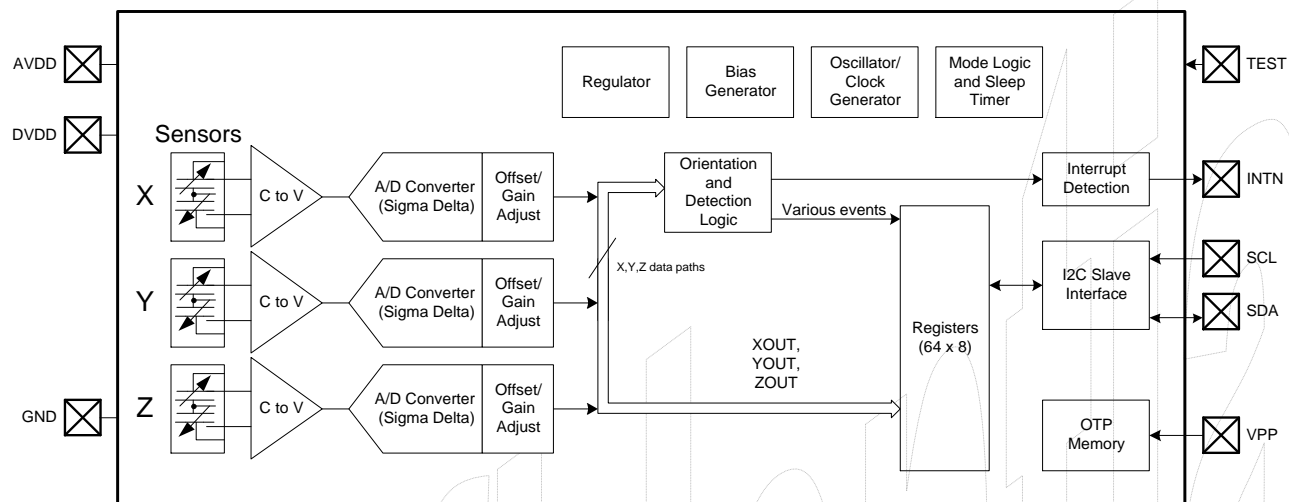 AVDD
DVDD
GND
Sensors
X
Y
Z
C to V
A/D Converter
(Sigma Delta)
Offset/
Gain
Adjust
C to V
A/D Converter
(Sigma Delta)
Offset/
Gain
Adjust
C to V
A/D Converter
(Sigma Delta)
Offset/
Gain
Adjust
Regulator
Bias
Generator
Oscillator/
Clock
Generator
Mode Logic
and Sleep
Timer
Orientation
and
Detection
Logic
Various events
X,Y,Z data paths
XOUT,
YOUT,
ZOUT
Registers
(64 x 8)
Interrupt
Detection
I2C Slave
Interface
OTP
Memory
TEST
INTN
SCL
SDA
VPP